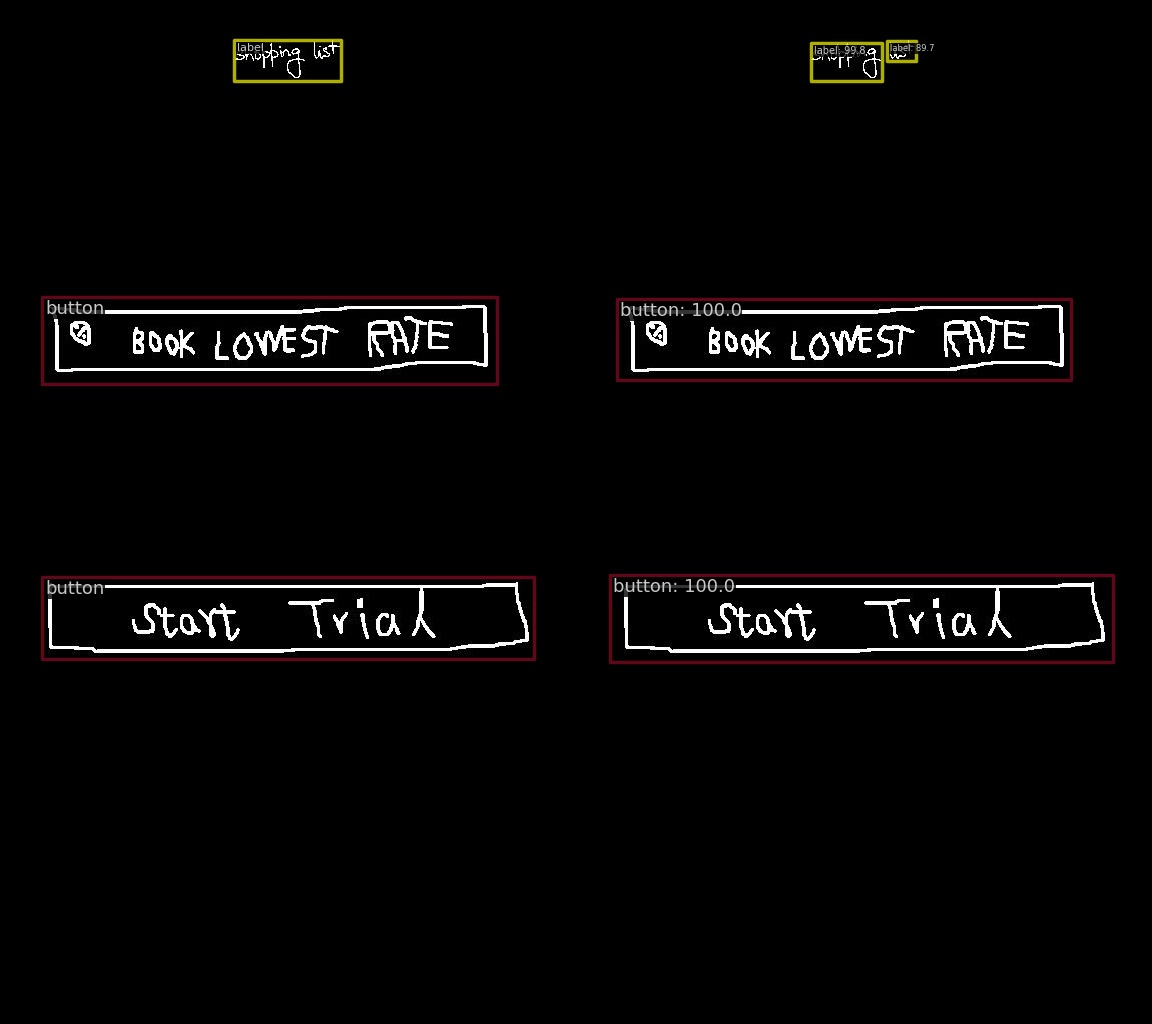 label
shopping list
label: 99.8
label: 89.7
button
BOOK LOWEST RATE
button: 100.0
BOOK LOWEST RATE
button
Start Trial
button: 100.0
Start Trial